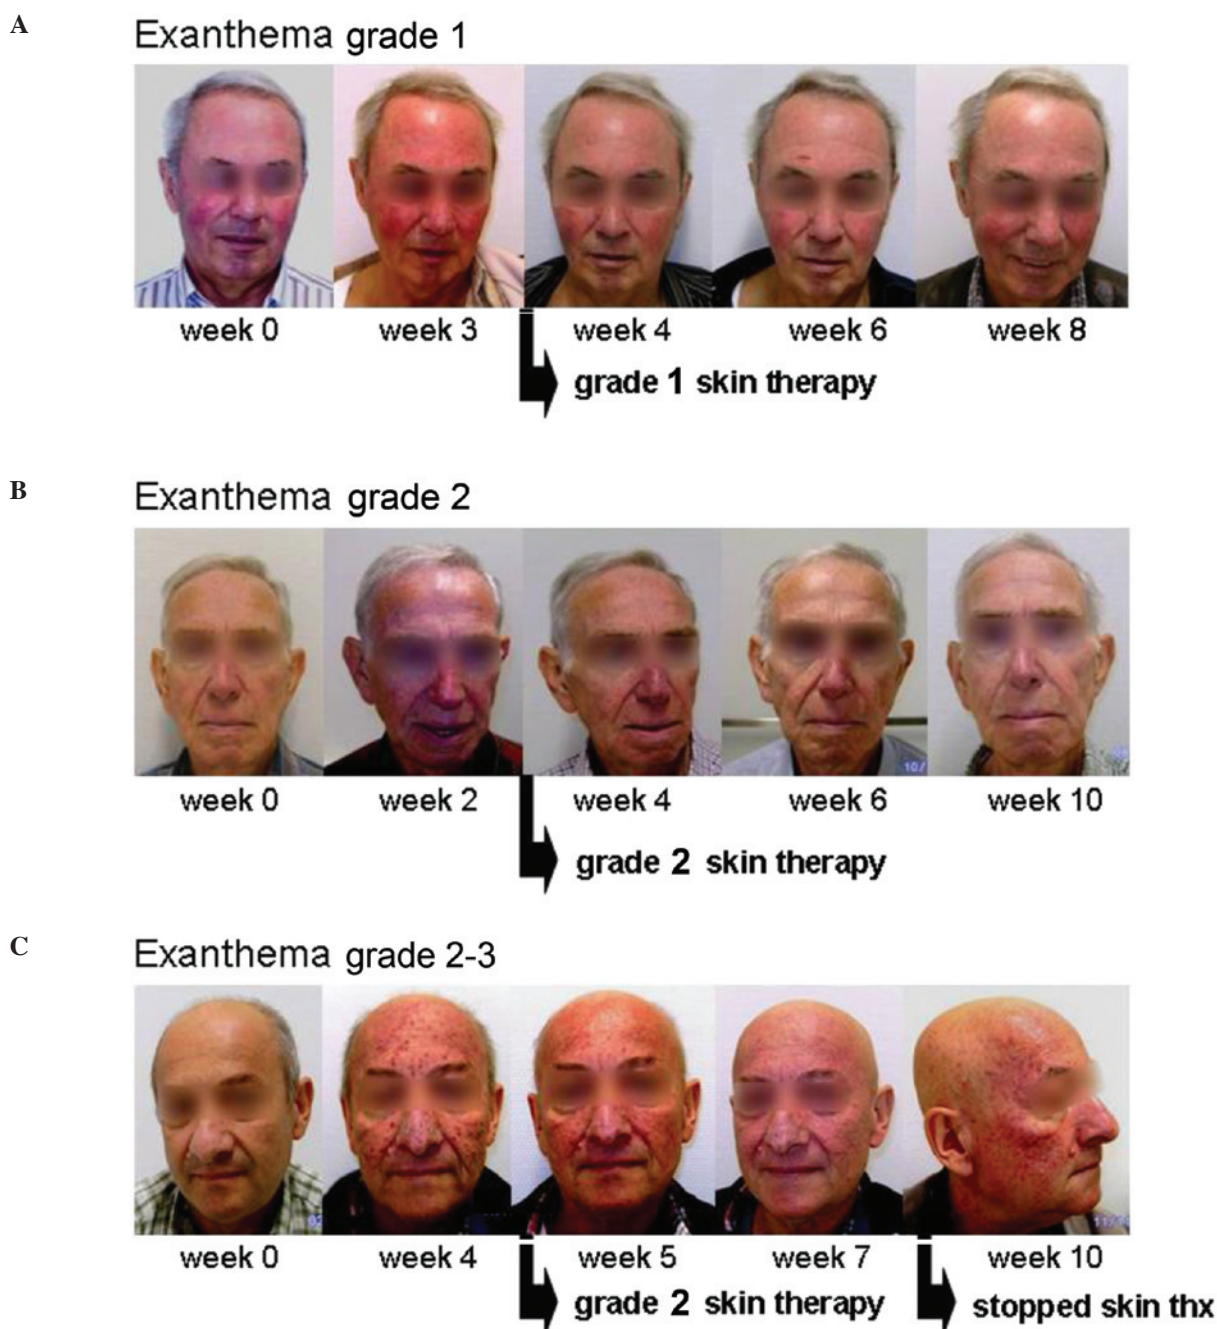 A
Exanthema grade 1
week 0 week 3 week 4 week 6 week 8
grade 1 skin therapy
B
Exanthema grade 2
10/
week 0 week 2 week 4 week 6 week 10
grade 2 skin therapy
C
Exanthema grade 2-3
week 0 week 4 week 5 week 7 week 10
grade 2 skin therapy stopped skin thx